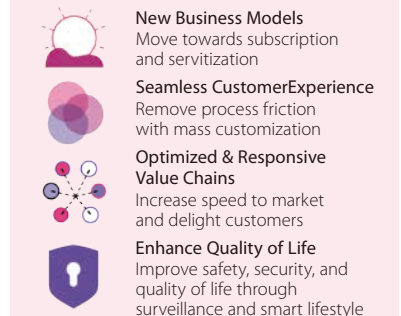 New Business Models
Move towards subscription
and servitization
Seamless CustomerExperience
Remove process friction
with mass customization
Optimized & Responsive
Value Chains
Increase speed to market
and delight customers
Enhance Quality of Life
Improve safety, security, and
quality of life through
surveillance and smart lifestyle